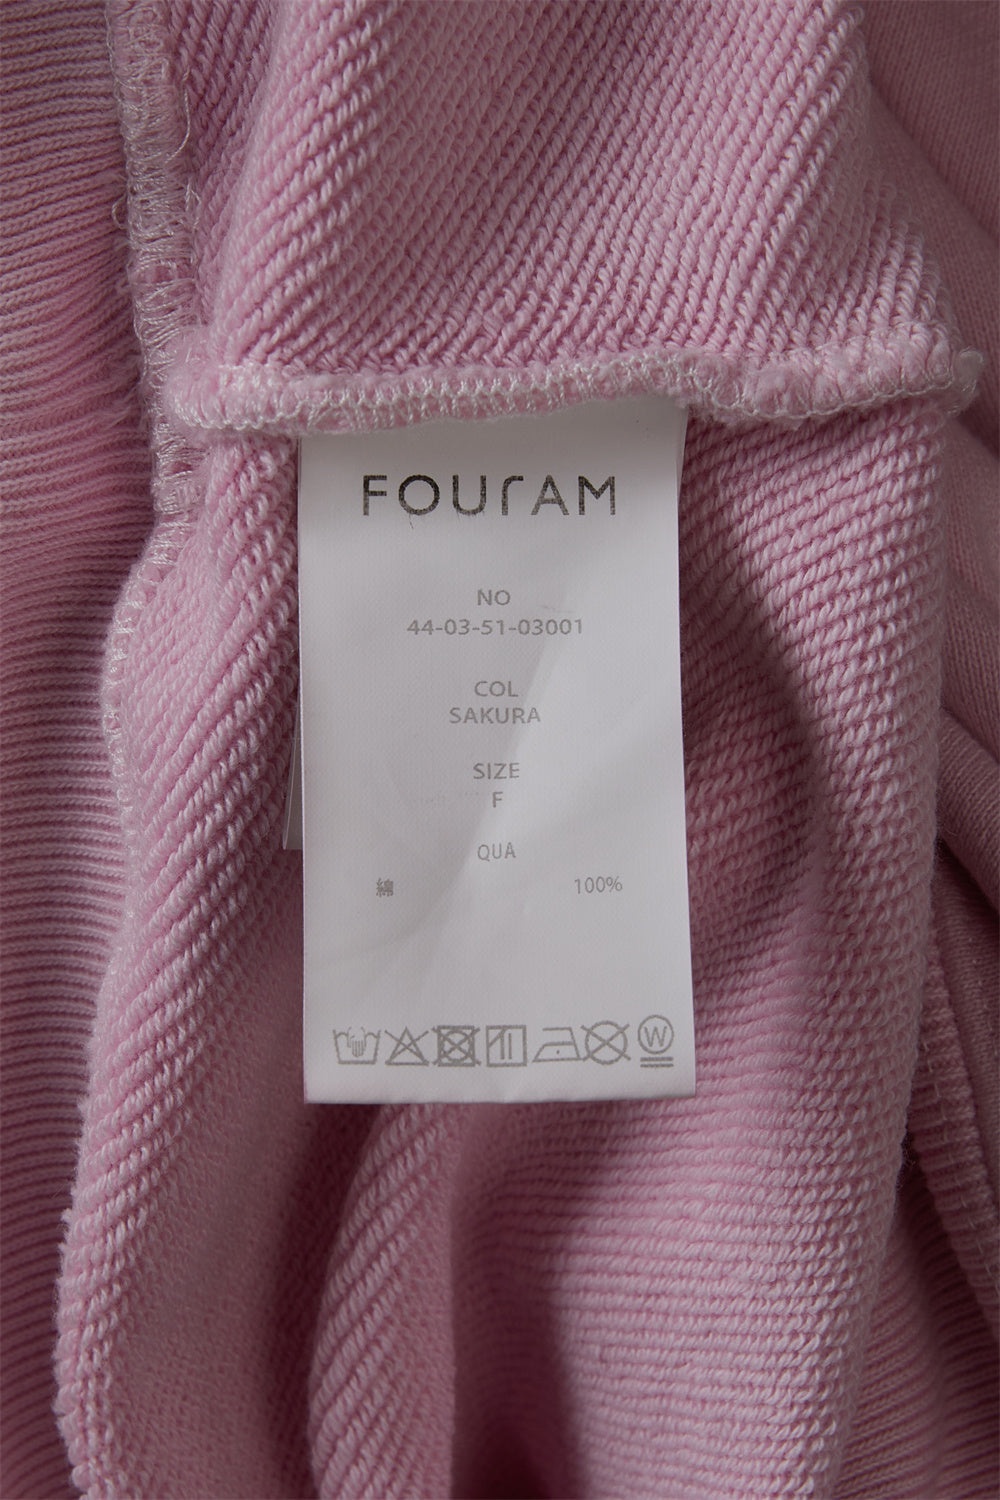 FOURAM
NO
44-03-51-03001
COL
SAKURA
SIZE
F
QUA
綿 100%
W